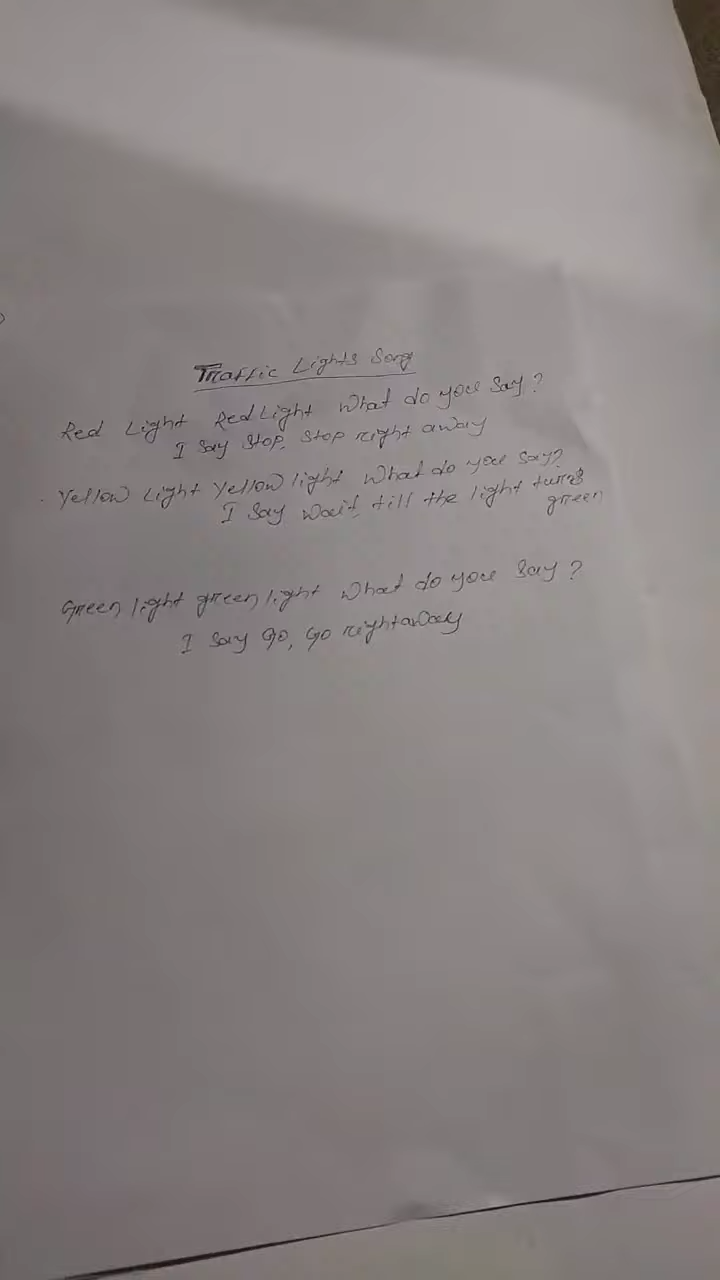 Traffic Lights Song
Red Light Red Light What do you say?
I say stop, stop right away
Yellow Light Yellow light What do you say?
I say wait, till the light turns
green
Green light green light What do you say?
I say go, go rightaway